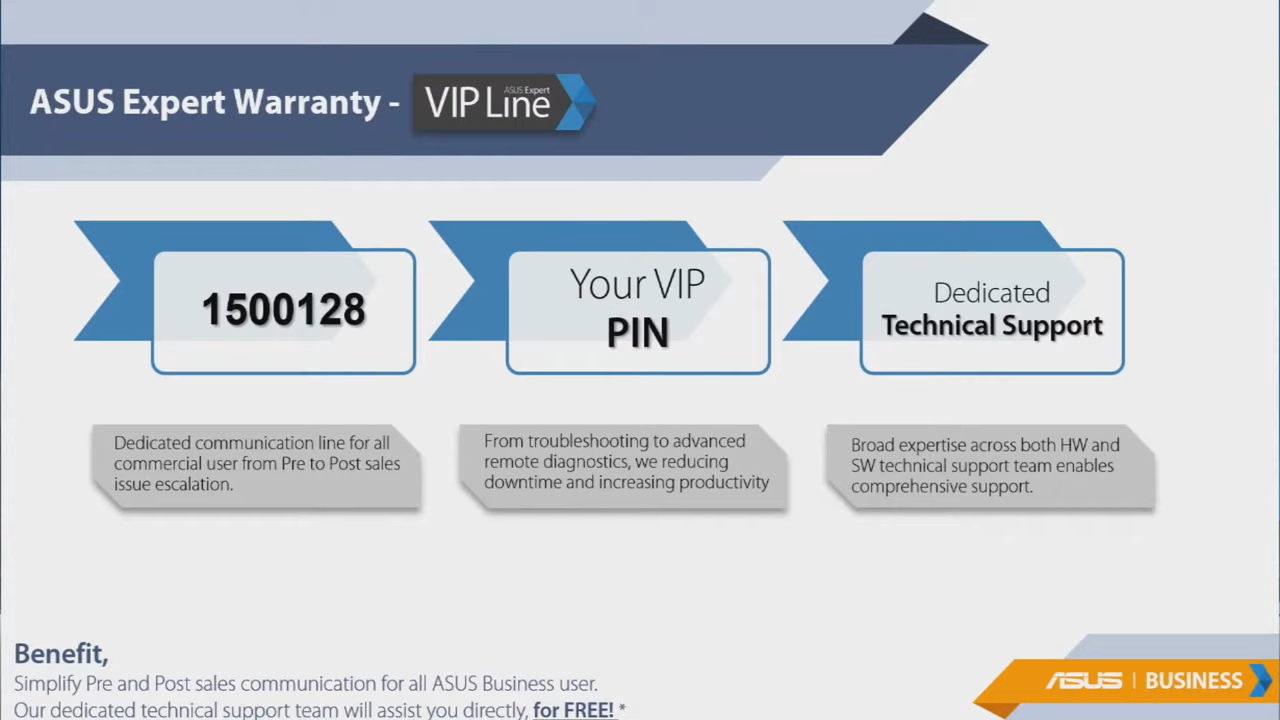 ASUS Expert Warranty -
ASUS Expert
VIP Line
1500128
Your VIP
PIN
Dedicated
Technical Support
Dedicated communication line for all
commercial user from Pre to Post sales
issue escalation.
From troubleshooting to advanced
remote diagnostics, we reducing
downtime and increasing productivity
Broad expertise across both HW and
SW technical support team enables
comprehensive support.
Benefit,
Simplify Pre and Post sales communication for all ASUS Business user.
Our dedicated technical support team will assist you directly, for FREE! *
ASUS | BUSINESS